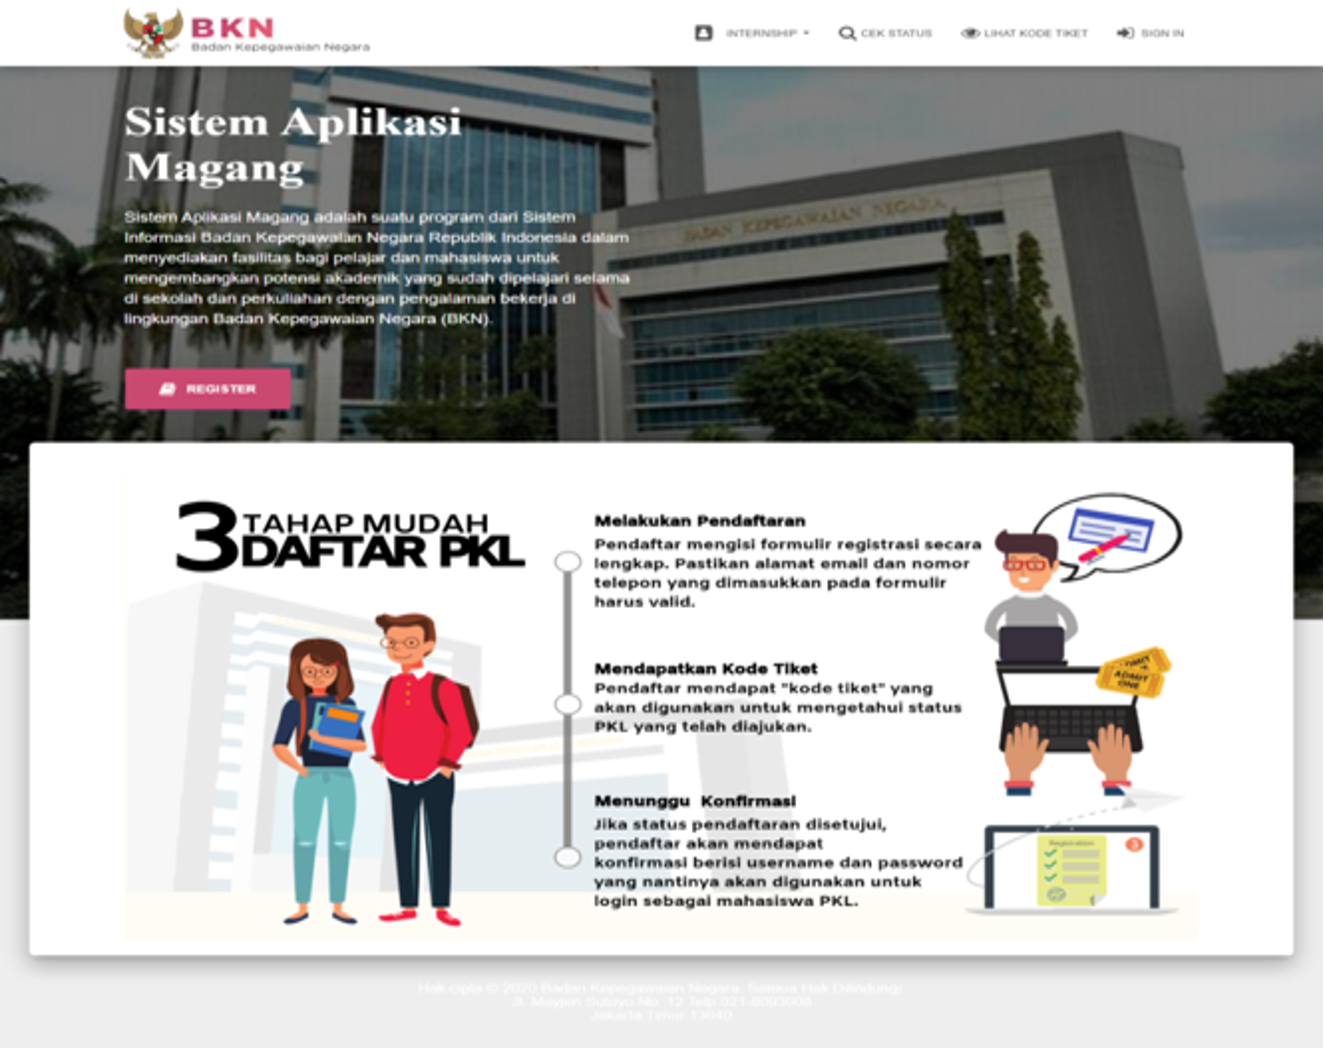 BKN
Badan Kepegawaian Negara
INTERNSHIP
CEK STATUS
LIHAT KODE TIKET
SIGN IN
Sistem Aplikasi
Magang
Sistem Aplikasi Magang adalah suatu program dari Sistem
Informasi Badan Kepegawaian Negara Republik Indonesia dalam
menyediakan fasilitas bagi pelajar dan mahasiswa untuk
mengembangkan potensi akademik yang sudah dipelajari selama
di sekolah dan perkuliahan dengan pengalaman bekerja di
lingkungan Badan Kepegawaian Negara (BKN).
BADAN KEPEGAWAIAN NEGARA
REGISTER
3 TAHAP MUDAH
DAFTAR PKL
Melakukan Pendaftaran
Pendaftar mengisi formulir registrasi secara
lengkap. Pastikan alamat email dan nomor
telepon yang dimasukkan pada formulir
harus valid.
Mendapatkan Kode Tiket
Pendaftar mendapat "kode tiket" yang
akan digunakan untuk mengetahui status
PKL yang telah diajukan.
ADMIT
ONE
Menunggu Konfirmasi
Jika status pendaftaran disetujui,
pendaftar akan mendapat
konfirmasi berisi username dan password
yang nantinya akan digunakan untuk
login sebagai mahasiswa PKL.
Registration
Hak cipta © 2020 Badan Kepegawaian Negara. Semua Hak Dilindungi
Jl. Mayjen Sutoyo No. 12 Telp 021-8093008
Jakarta Timur 13640